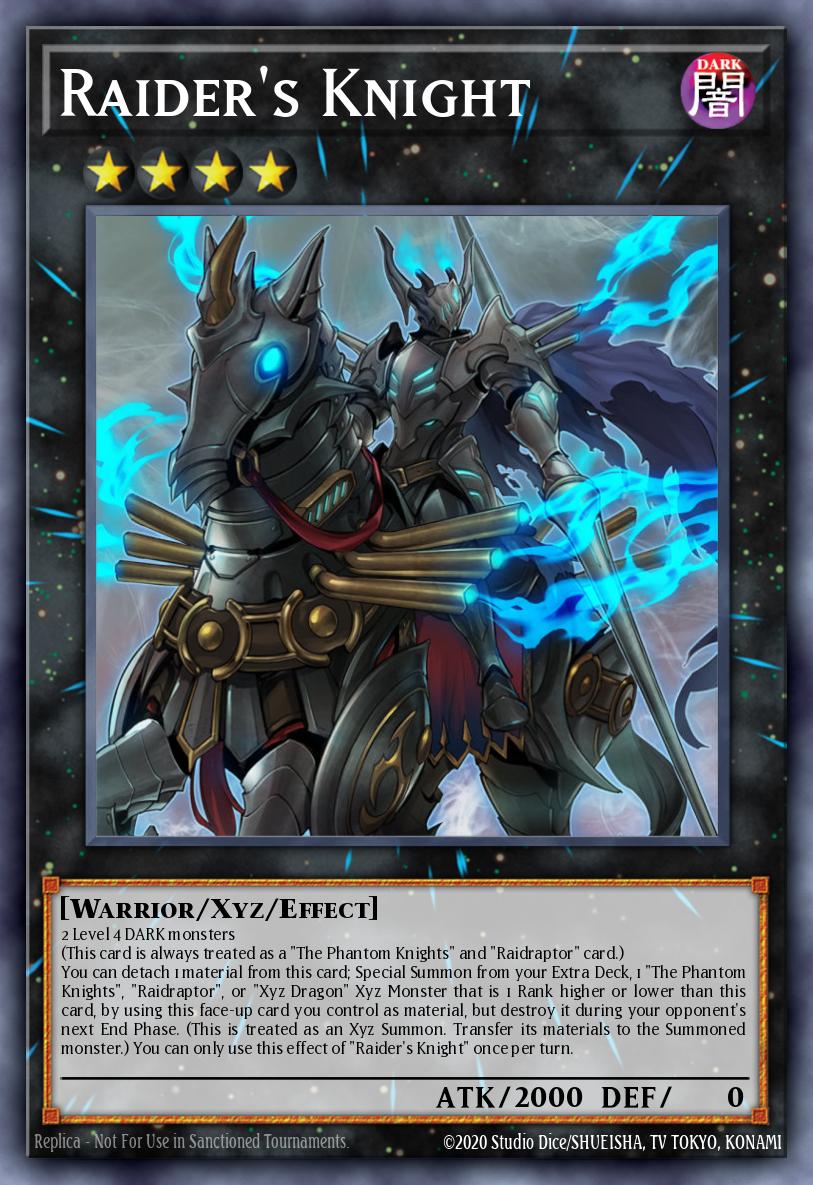 RAIDER'S KNIGHT
DARK
闇
[WARRIOR/XYZ/EFFECT]
2 Level 4 DARK monsters
(This card is always treated as a "The Phantom Knights" and "Raidraptor" card.)
You can detach 1 material from this card; Special Summon from your Extra Deck, 1 "The Phantom
Knights", "Raidraptor", or "Xyz Dragon" Xyz Monster that is 1 Rank higher or lower than this
card, by using this face-up card you control as material, but destroy it during your opponent's
next End Phase. (This is treated as an Xyz Summon. Transfer its materials to the Summoned
monster.) You can only use this effect of "Raider's Knight" once per turn.
ATK/2000 DEF/ 0
Replica - Not For Use in Sanctioned Tournaments. ©2020 Studio Dice/SHUEISHA, TV TOKYO, KONAMI